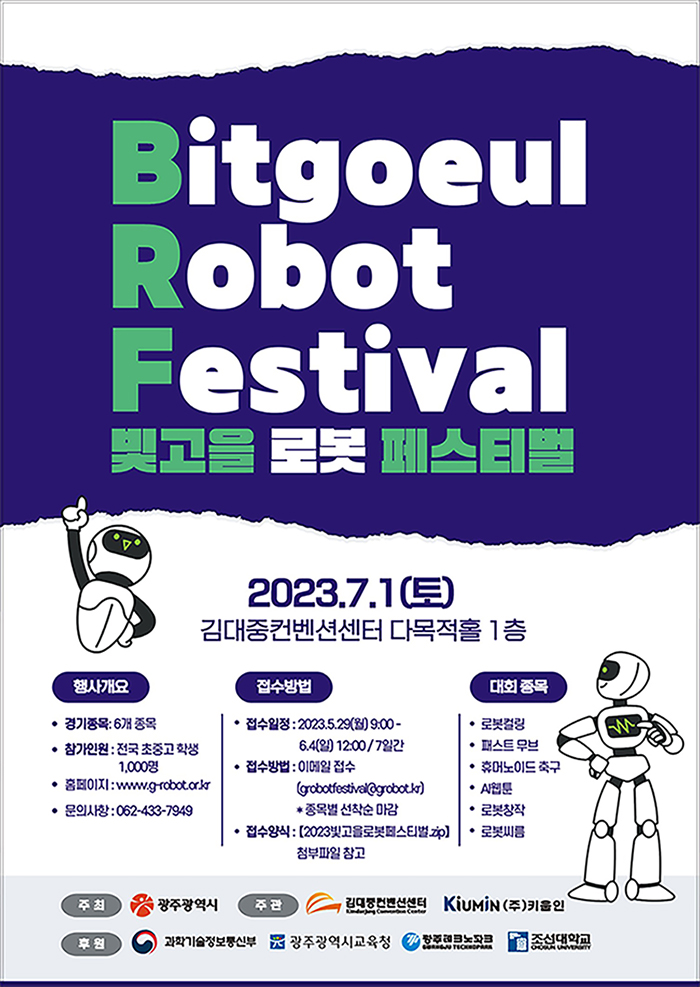 Bitgoeul
Robot
Festival
빛고을 로봇 페스티벌
2023.7.1(토)
김대중컨벤션센터 다목적홀 1층
행사개요
• 경기종목: 6개 종목
• 참가인원 : 전국 초중고 학생
1,000명
• 홈페이지 : www.g-robot.or.kr
• 문의사항 : 062-433-7949
접수방법
• 접수일정 : 2023.5.29(월) 9:00 -
6.4(일) 12:00 / 7일간
• 접수방법 : 이메일 접수
(grobotfestival@grobot.kr)
* 종목별 선착순 마감
• 접수양식 : [2023빛고을로봇페스티벌.zip]
첨부파일 참고
대회 종목
• 로봇컬링
• 패스트 무브
• 휴머노이드 축구
• AI웹툰
• 로봇창작
• 로봇씨름
주 최 광주광역시 주 관 김대중컨벤션센터 Kimdaejung Convention Center KIUMIN (주)키움인
후 원 과학기술정보통신부 광주광역시교육청 광주테크노파크 GWANGJU TECHNOPARK 조선대학교 CHOSUN UNIVERSITY